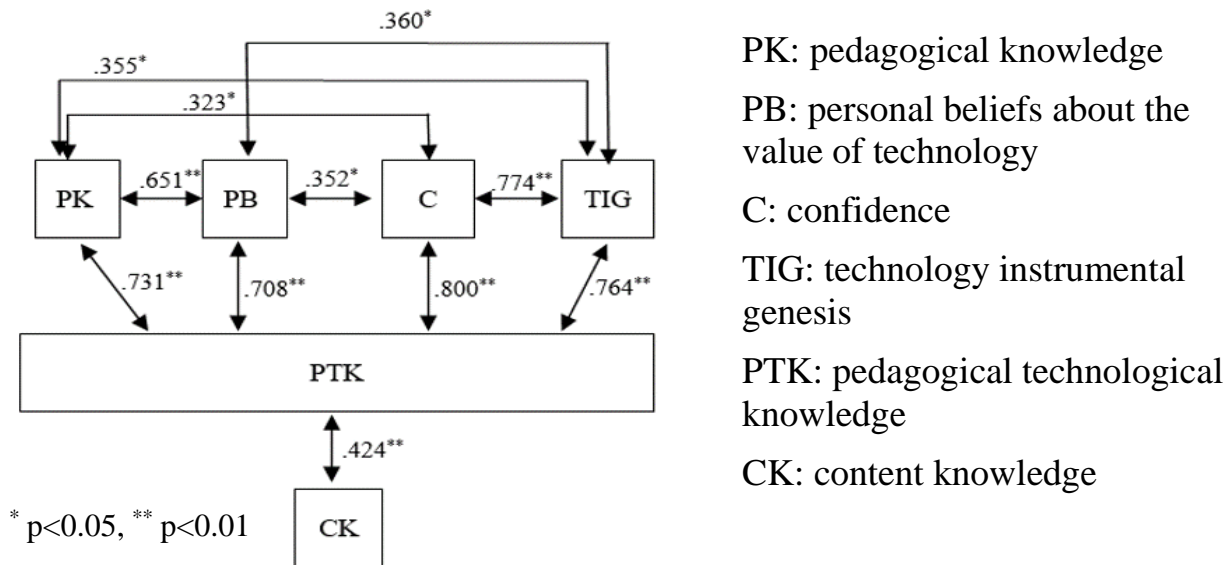 .360*
.355*
.323*
PK
.651**
PB
.352*
C
.774**
TIG
.731**
.708**
.800**
.764**
PTK
.424**
CK
* p<0.05, ** p<0.01
PK: pedagogical knowledge
PB: personal beliefs about the
value of technology
C: confidence
TIG: technology instrumental
genesis
PTK: pedagogical technological
knowledge
CK: content knowledge